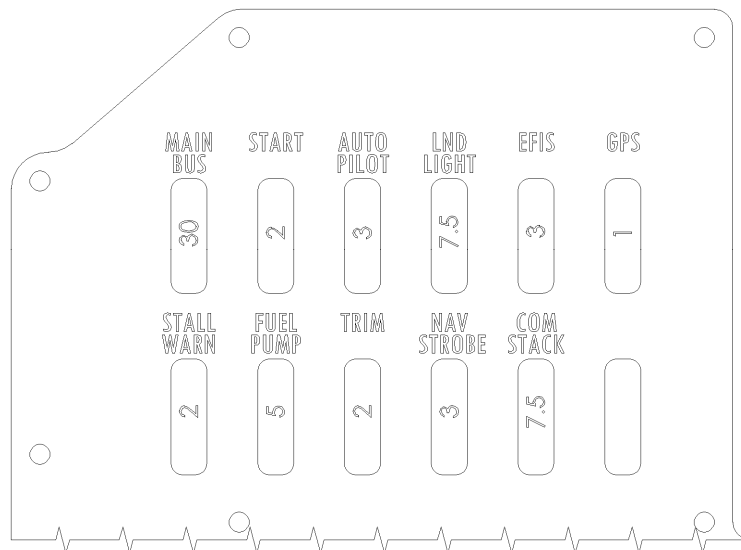 MAIN BUS
START
AUTO PILOT
LND LIGHT
EFIS
GPS
30
2
3
7.5
3
1
STALL WARN
FUEL PUMP
TRIM
NAV STROBE
COM STACK
2
5
2
3
7.5